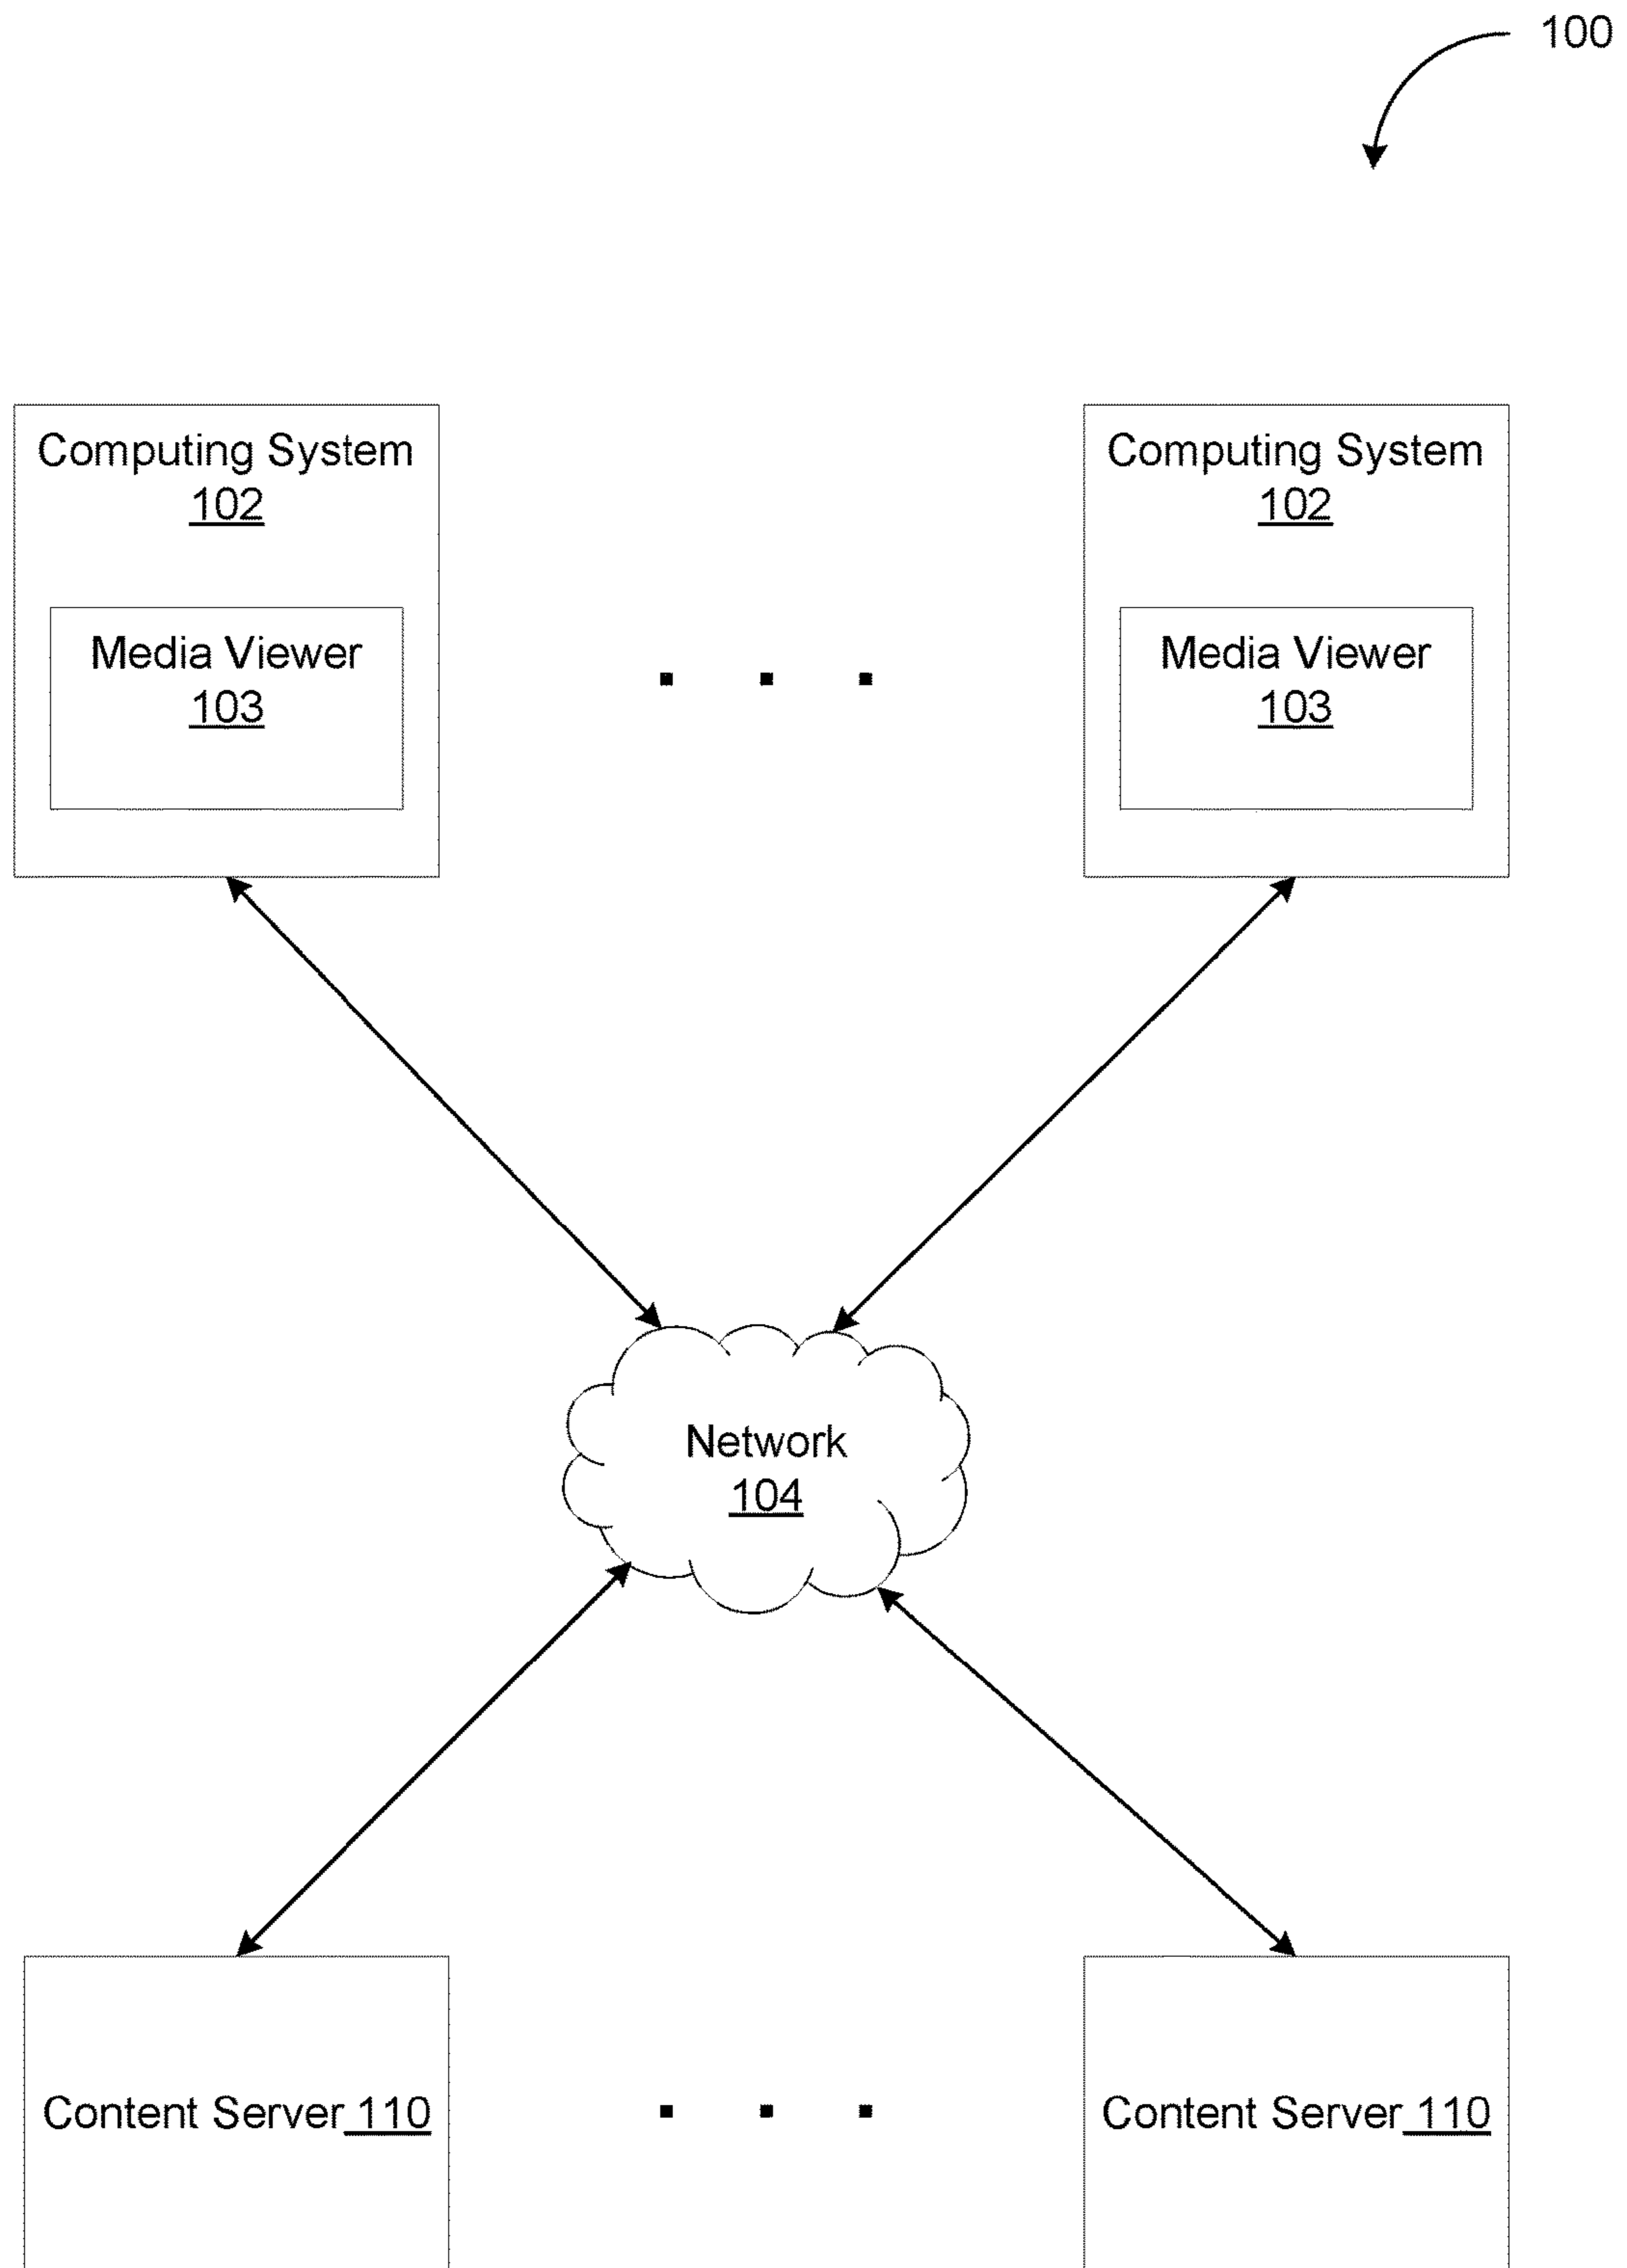 100
Computing System
102
Media Viewer
103
Computing System
102
Media Viewer
103
Network
104
Content Server 110
Content Server 110